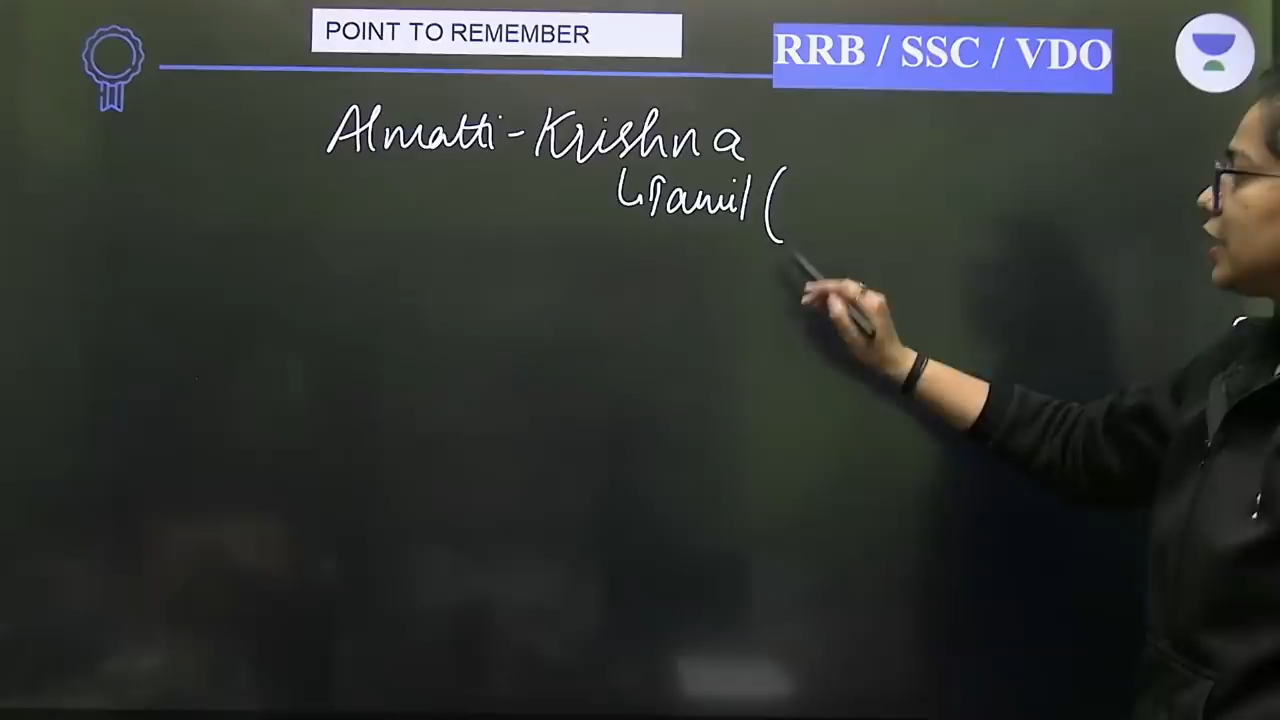 POINT TO REMEMBER
RRB / SSC / VDO
Almatti - Krishna
↳ Tamil (